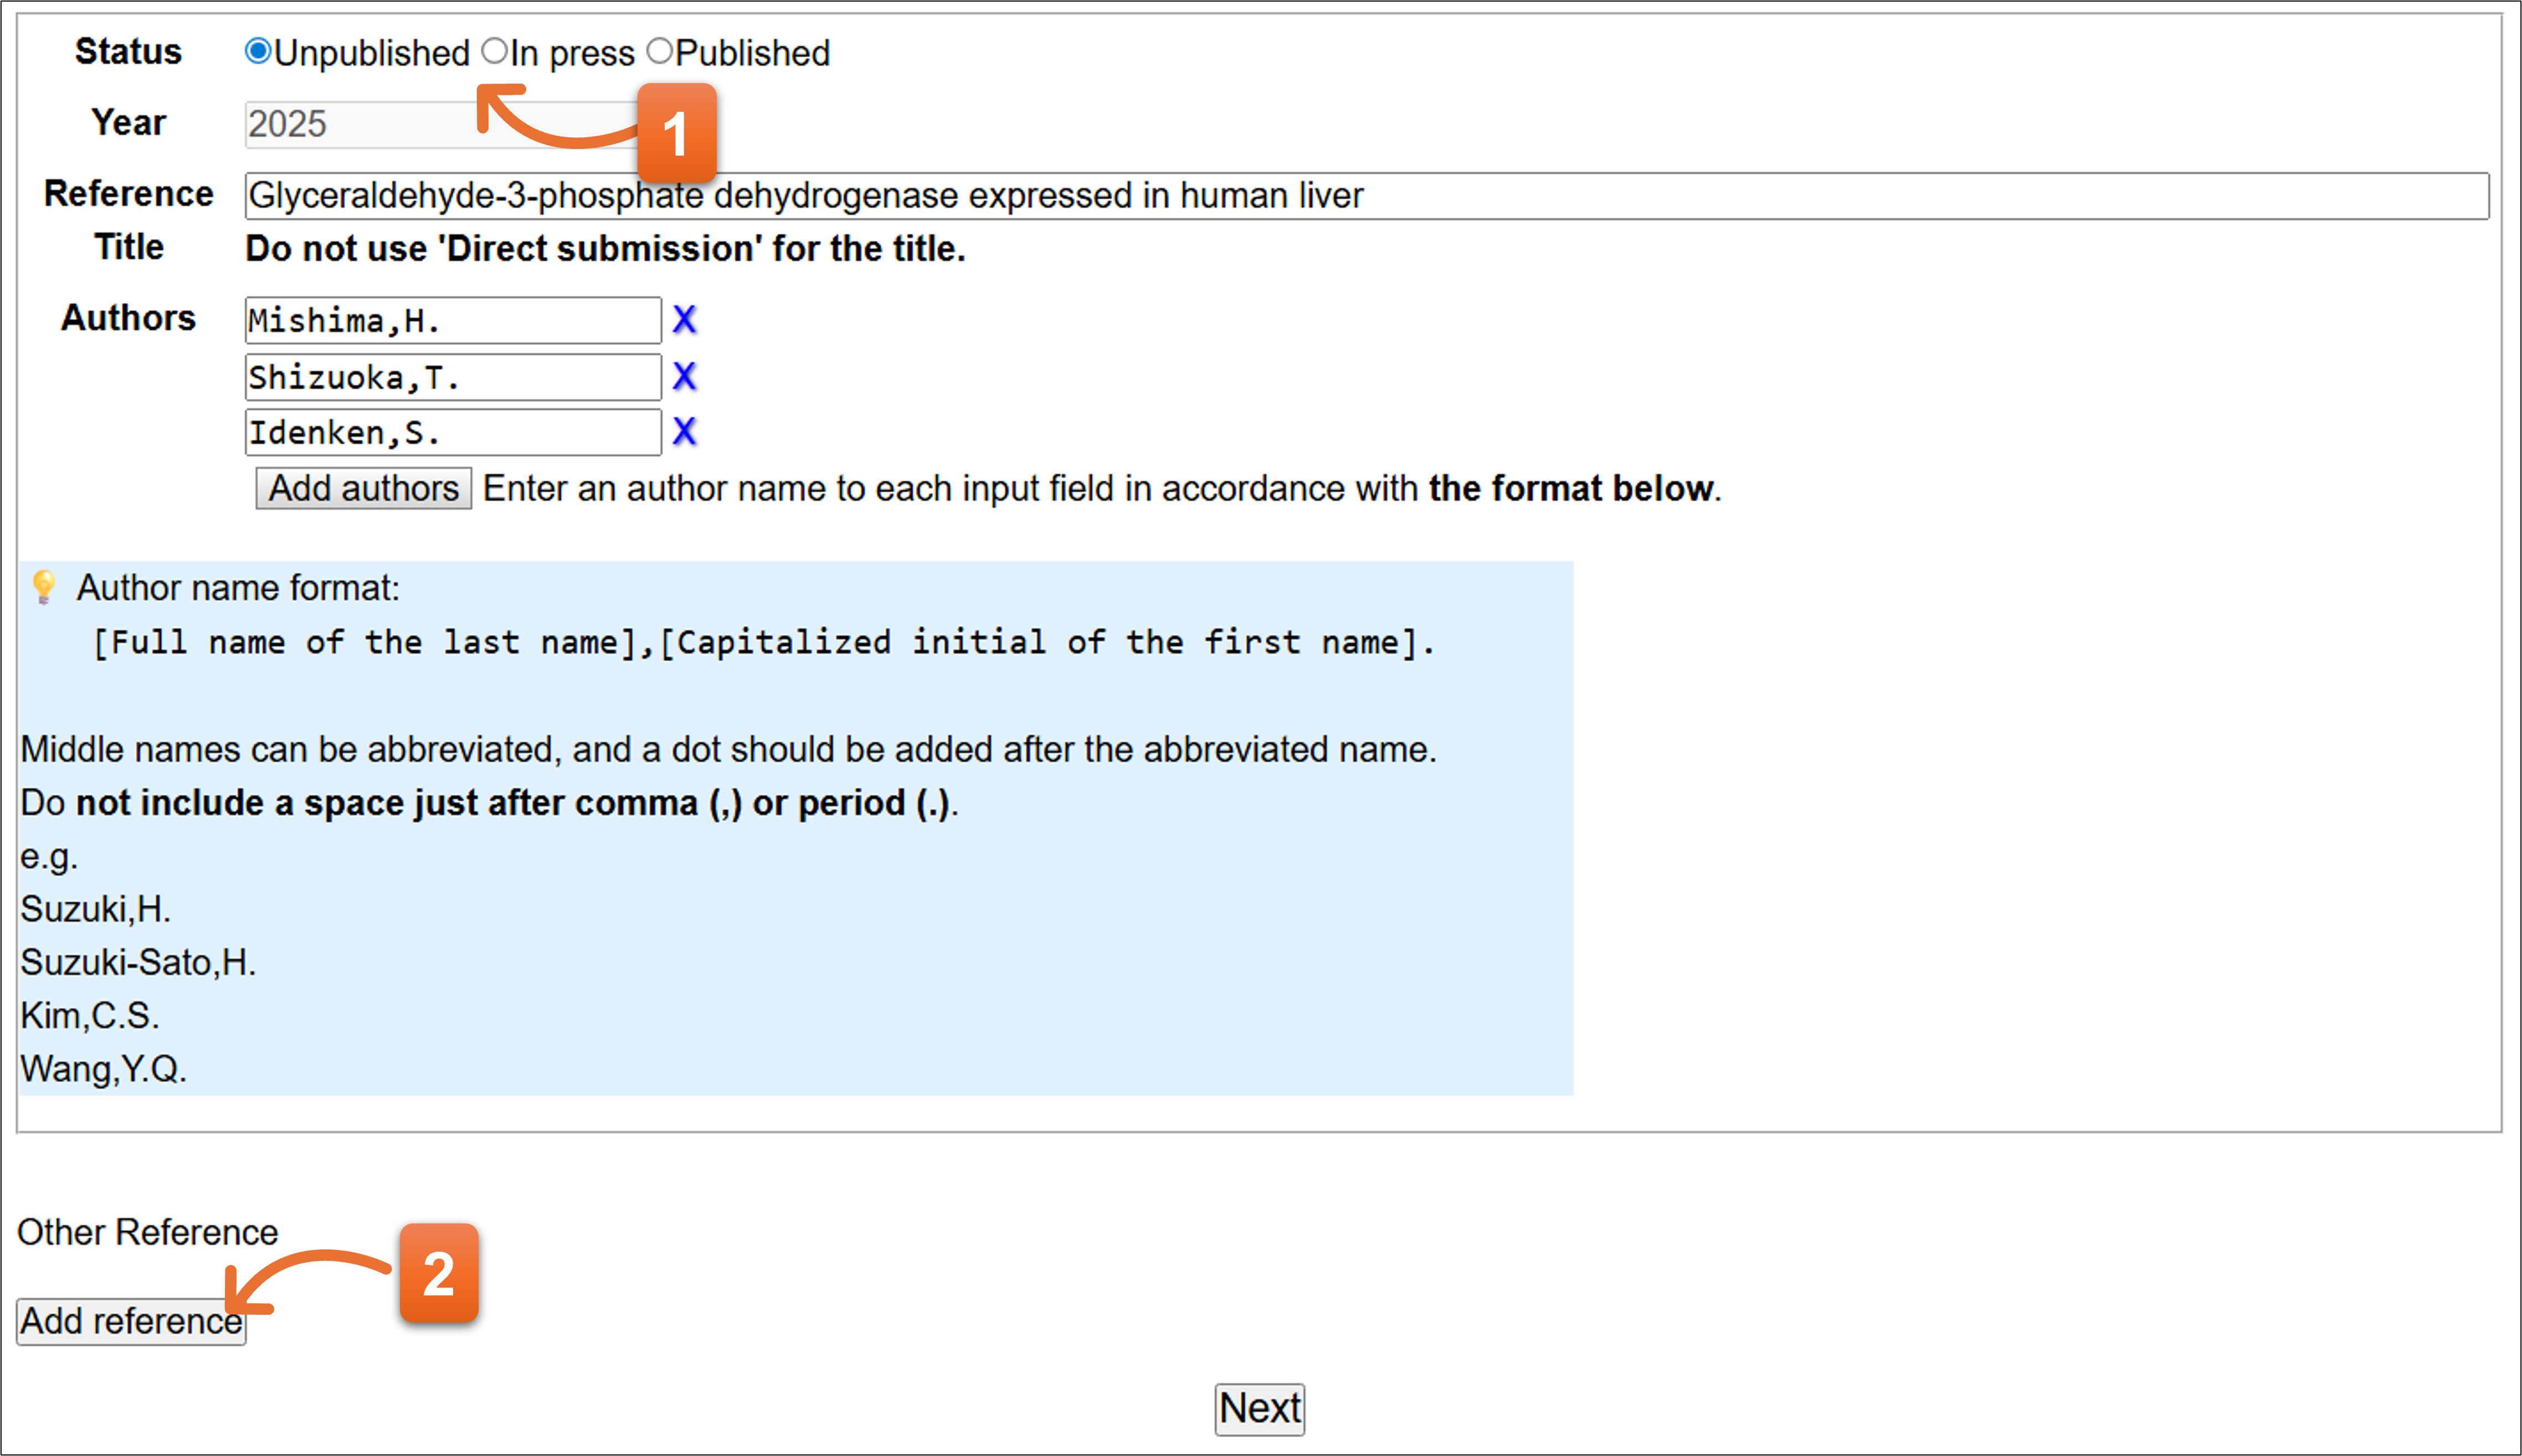 Status Unpublished In press Published
Year 2025
1
Reference Glyceraldehyde-3-phosphate dehydrogenase expressed in human liver
Title Do not use 'Direct submission' for the title.
Authors Mishima,H. X
Shizuoka,T. X
Idenken,S. X
Add authors Enter an author name to each input field in accordance with the format below.
Author name format:
[Full name of the last name],[Capitalized initial of the first name].
Middle names can be abbreviated, and a dot should be added after the abbreviated name.
Do not include a space just after comma (,) or period (.).
e.g.
Suzuki,H.
Suzuki-Sato,H.
Kim,C.S.
Wang,Y.Q.
Other Reference
2
Add reference
Next